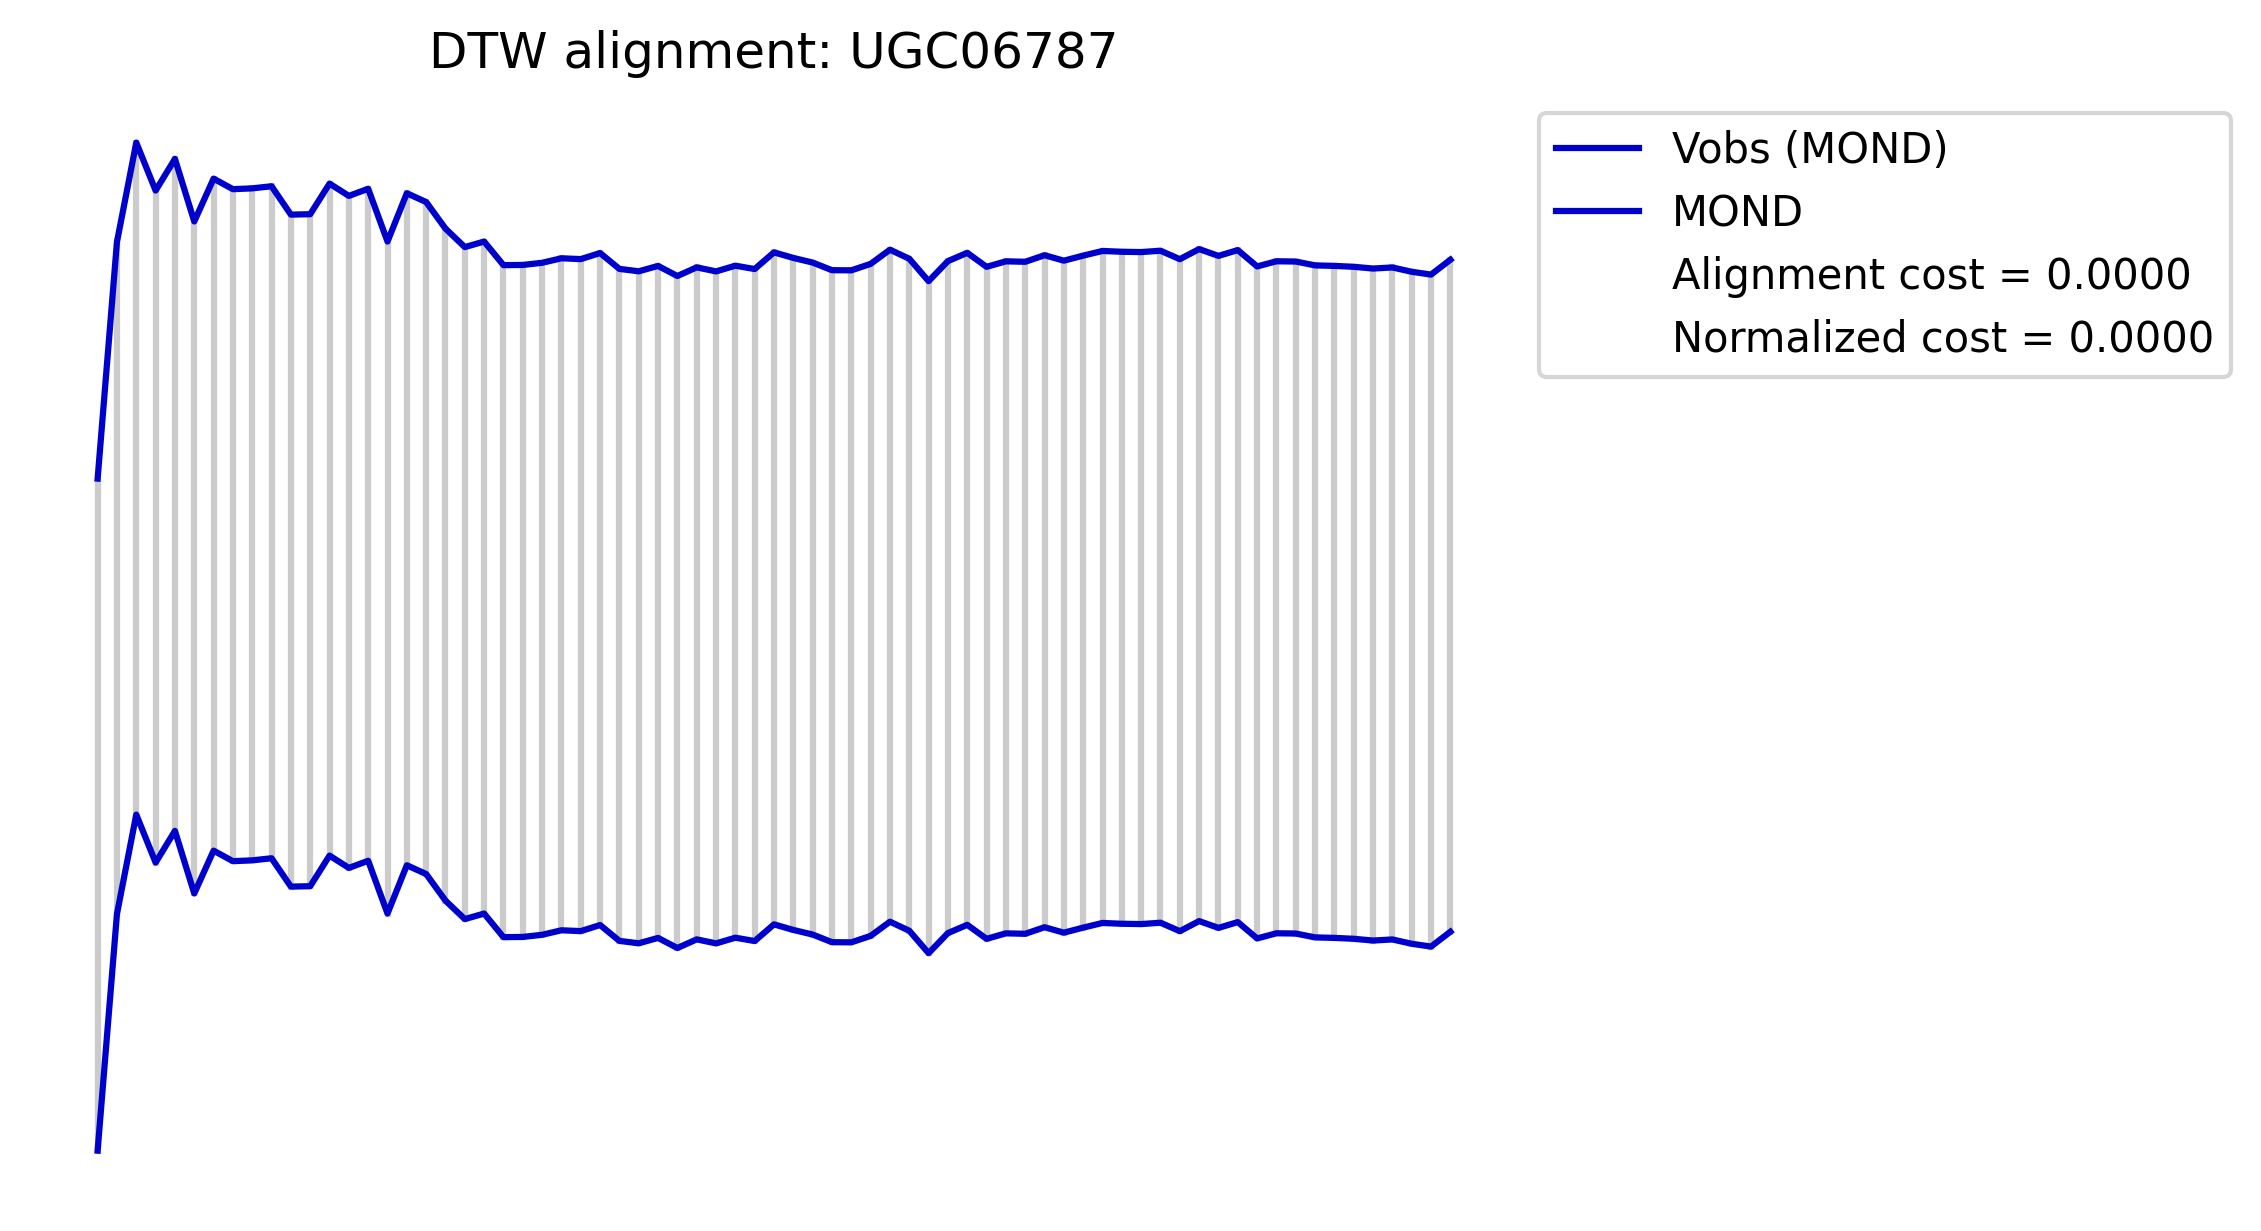 DTW alignment: UGC06787
Vobs (MOND)
MOND
Alignment cost = 0.0000
Normalized cost = 0.0000